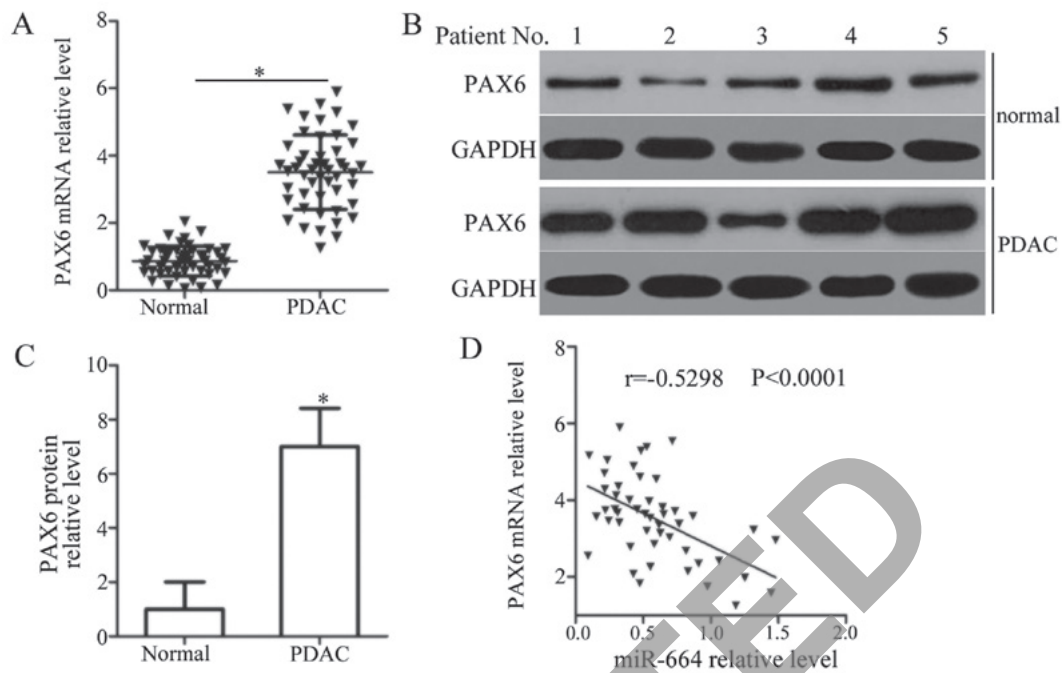 A
PAX6 mRNA relative level
8
6
4
2
0
*
Normal
PDAC
B
Patient No. 1 2 3 4 5
PAX6
GAPDH
normal
PAX6
GAPDH
PDAC
C
PAX6 protein
relative level
10
8
6
4
2
0
*
Normal
PDAC
D
PAX6 mRNA relative level
8
6
4
2
r=-0.5298 P<0.0001
0.0 0.5 1.0 1.5 2.0
miR-664 relative level
TED